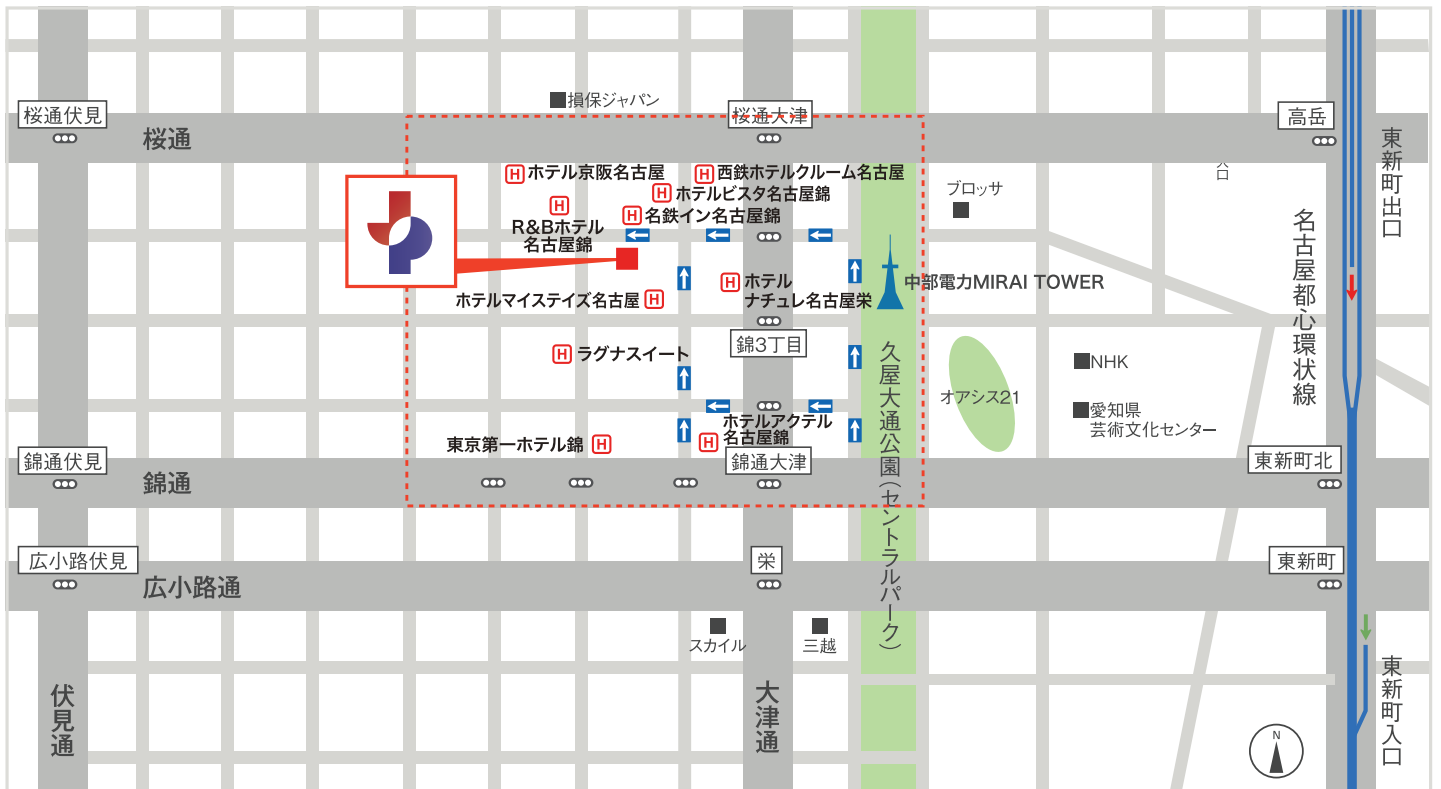 損保ジャパン
桜通伏見
桜通大津
高岳
桜通
東新町出口
ホテル京阪名古屋
西鉄ホテルクルーム名古屋
ホテルビスタ名古屋錦
名鉄イン名古屋錦
R&Bホテル
名古屋錦
ブロッサ
入口
名古屋都心環状線
ホテル
ナチュレ名古屋栄
中部電力MIRAI TOWER
ホテルマイステイズ名古屋
錦3丁目
ラグナスイート
久屋大通公園(セントラルパーク)
NHK
オアシス21
愛知県
芸術文化センター
ホテルアクテル
名古屋錦
東京第一ホテル錦
錦通伏見
錦通大津
東新町北
錦通
広小路伏見
栄
東新町
広小路通
スカイル
三越
伏見通
大津通
東新町入口
N
H
H
H
H
H
H
H
H
H
H